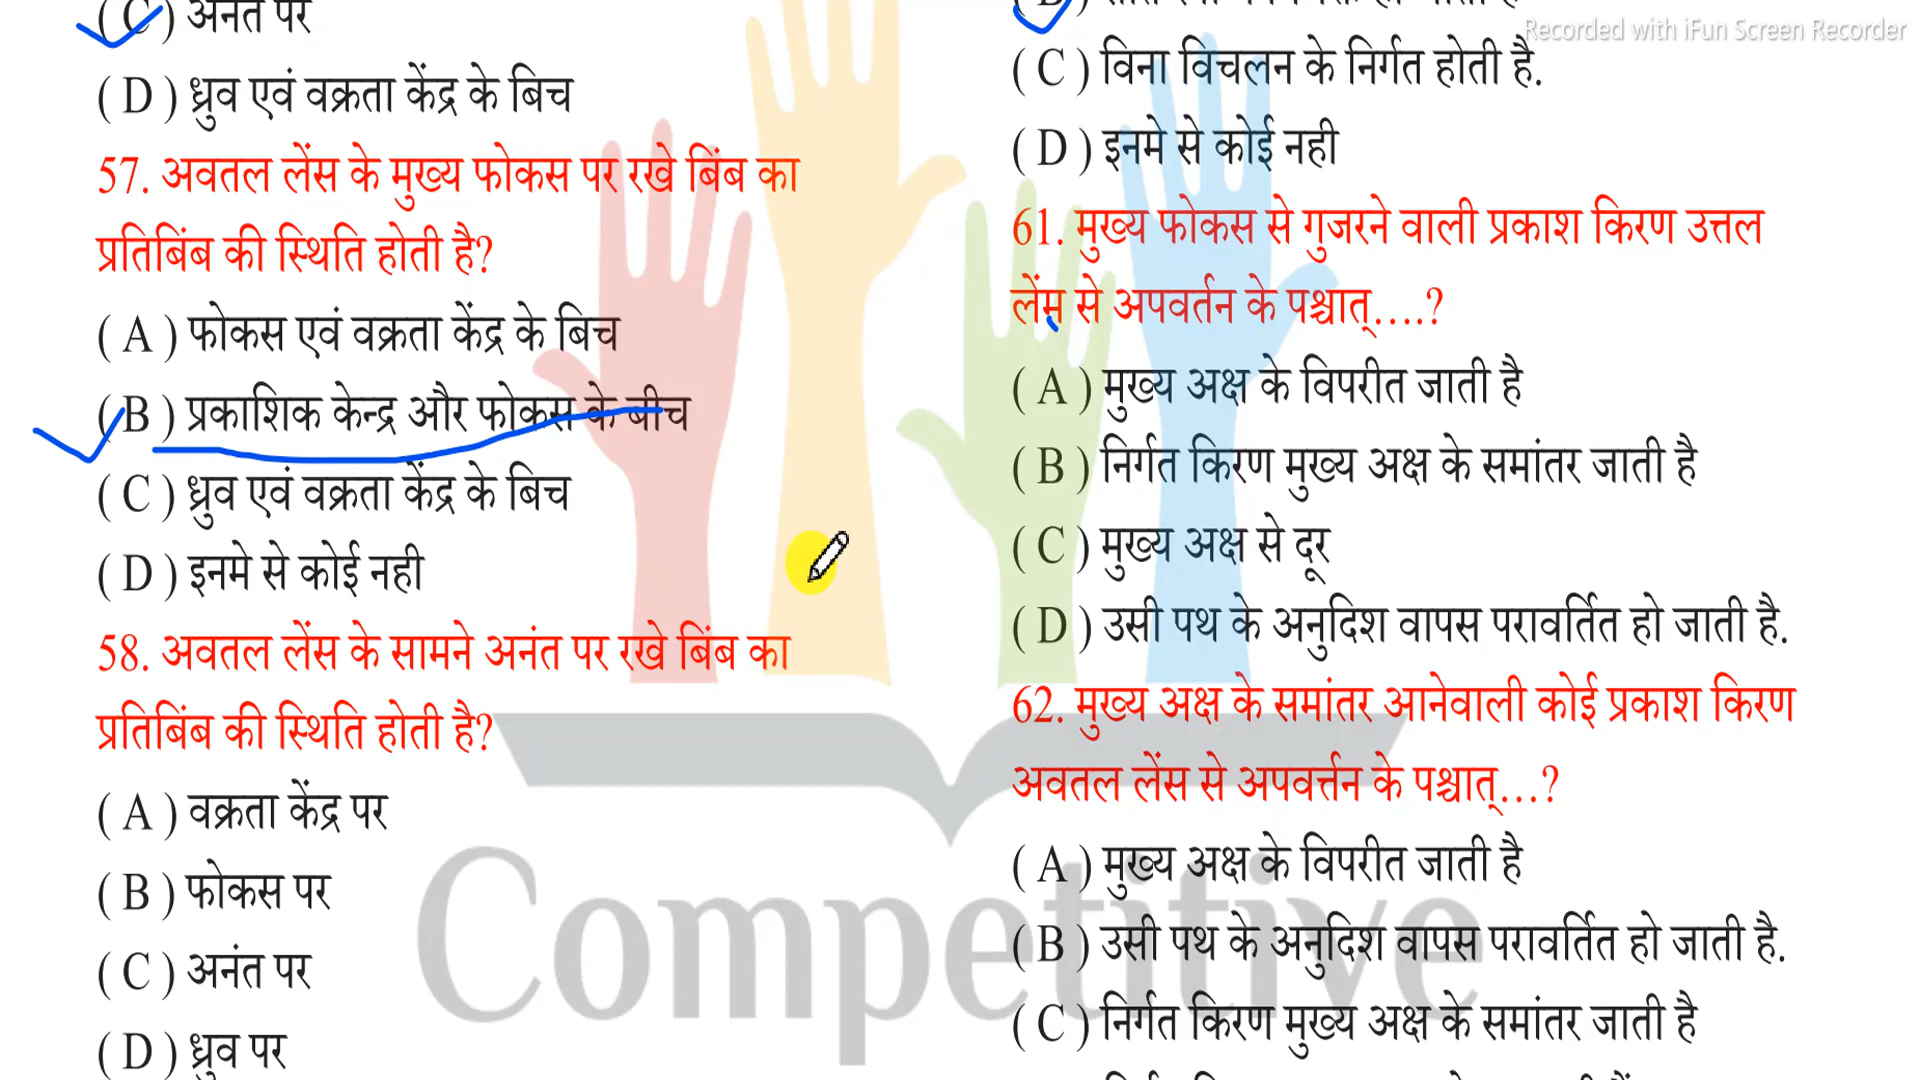 ( C ) अनंत पर
( D ) ध्रुव एवं वक्रता केंद्र के बिच
57. अवतल लेंस के मुख्य फोकस पर रखे बिंब का
प्रतिबिंब की स्थिति होती है?
( A ) फोकस एवं वक्रता केंद्र के बिच
( B ) प्रकाशिक केन्द्र और फोकस के बीच
( C ) ध्रुव एवं वक्रता केंद्र के बिच
( D ) इनमे से कोई नही
58. अवतल लेंस के सामने अनंत पर रखे बिंब का
प्रतिबिंब की स्थिति होती है?
( A ) वक्रता केंद्र पर
( B ) फोकस पर
( C ) अनंत पर
( D ) ध्रुव पर
Recorded with iFun Screen Recorder
( C ) विना विचलन के निर्गत होती है.
( D ) इनमे से कोई नही
61. मुख्य फोकस से गुजरने वाली प्रकाश किरण उत्तल
लेंस से अपवर्तन के पश्चात्....?
( A ) मुख्य अक्ष के विपरीत जाती है
( B ) निर्गत किरण मुख्य अक्ष के समांतर जाती है
( C ) मुख्य अक्ष से दूर
( D ) उसी पथ के अनुदिश वापस परावर्तित हो जाती है.
62. मुख्य अक्ष के समांतर आनेवाली कोई प्रकाश किरण
अवतल लेंस से अपवर्त्तन के पश्चात्...?
( A ) मुख्य अक्ष के विपरीत जाती है
( B ) उसी पथ के अनुदिश वापस परावर्तित हो जाती है.
( C ) निर्गत किरण मुख्य अक्ष के समांतर जाती है
Competitive